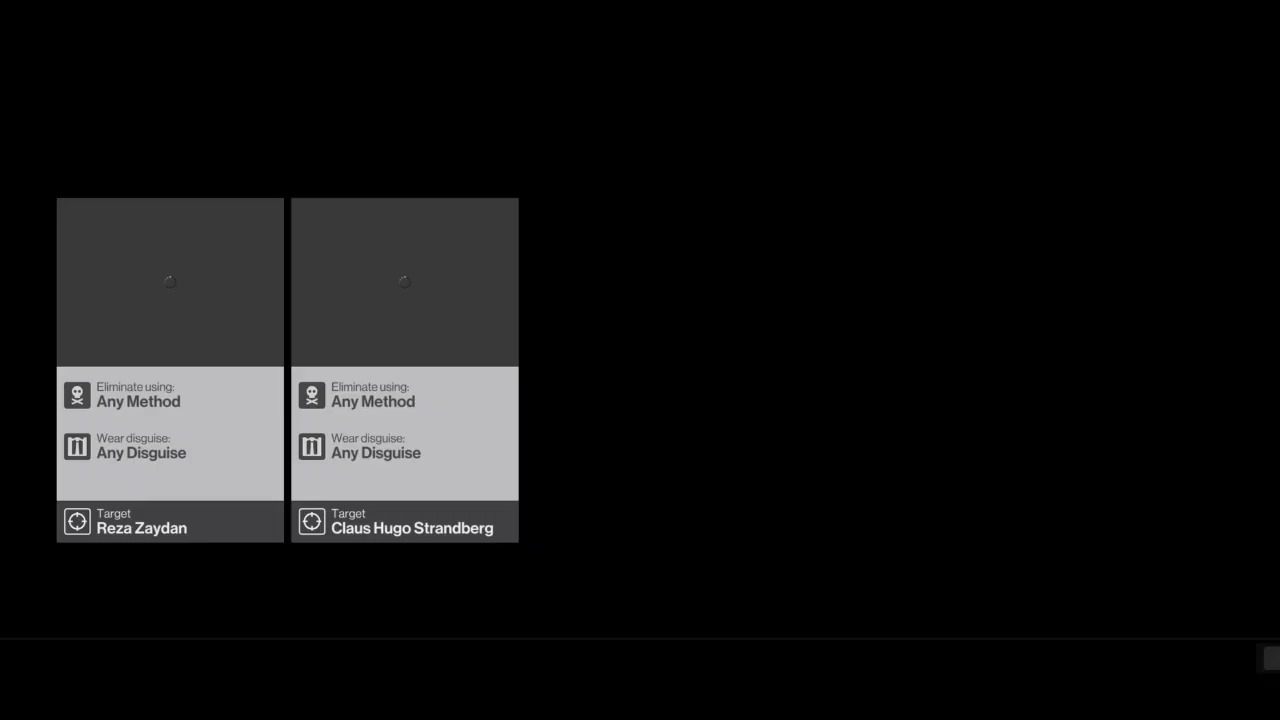 Eliminate using:
Any Method
Wear disguise:
Any Disguise
Target
Reza Zaydan
Eliminate using:
Any Method
Wear disguise:
Any Disguise
Target
Claus Hugo Strandberg